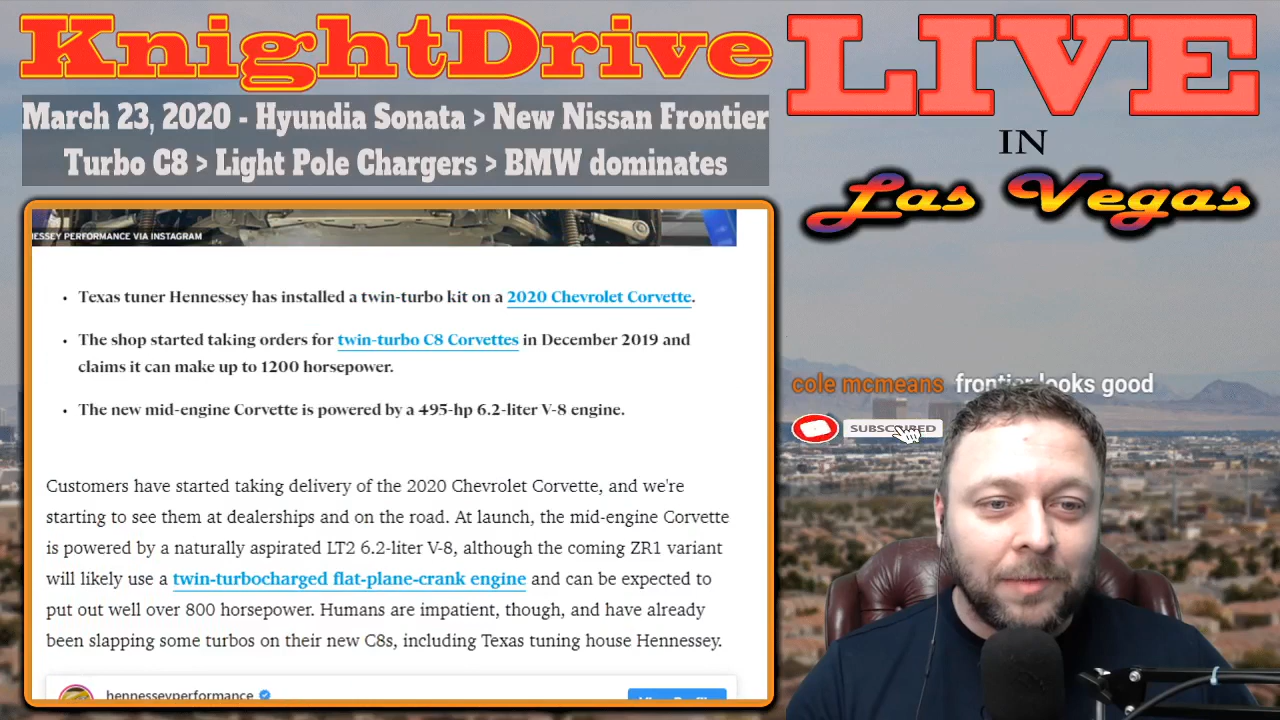 KnightDrive
LIVE
IN
Las Vegas
March 23, 2020 - Hyundia Sonata > New Nissan Frontier
Turbo C8 > Light Pole Chargers > BMW dominates
PERFORMANCE VIA INSTAGRAM
• Texas tuner Hennessey has installed a twin-turbo kit on a 2020 Chevrolet Corvette.
• The shop started taking orders for twin-turbo C8 Corvettes in December 2019 and
claims it can make up to 1200 horsepower.
• The new mid-engine Corvette is powered by a 495-hp 6.2-liter V-8 engine.
Customers have started taking delivery of the 2020 Chevrolet Corvette, and we're
starting to see them at dealerships and on the road. At launch, the mid-engine Corvette
is powered by a naturally aspirated LT2 6.2-liter V-8, although the coming ZR1 variant
will likely use a twin-turbocharged flat-plane-crank engine and can be expected to
put out well over 800 horsepower. Humans are impatient, though, and have already
been slapping some turbos on their new C8s, including Texas tuning house Hennessey.
hennesseyperformance
cole mcmeans frontier looks good
SUBSCRIBED